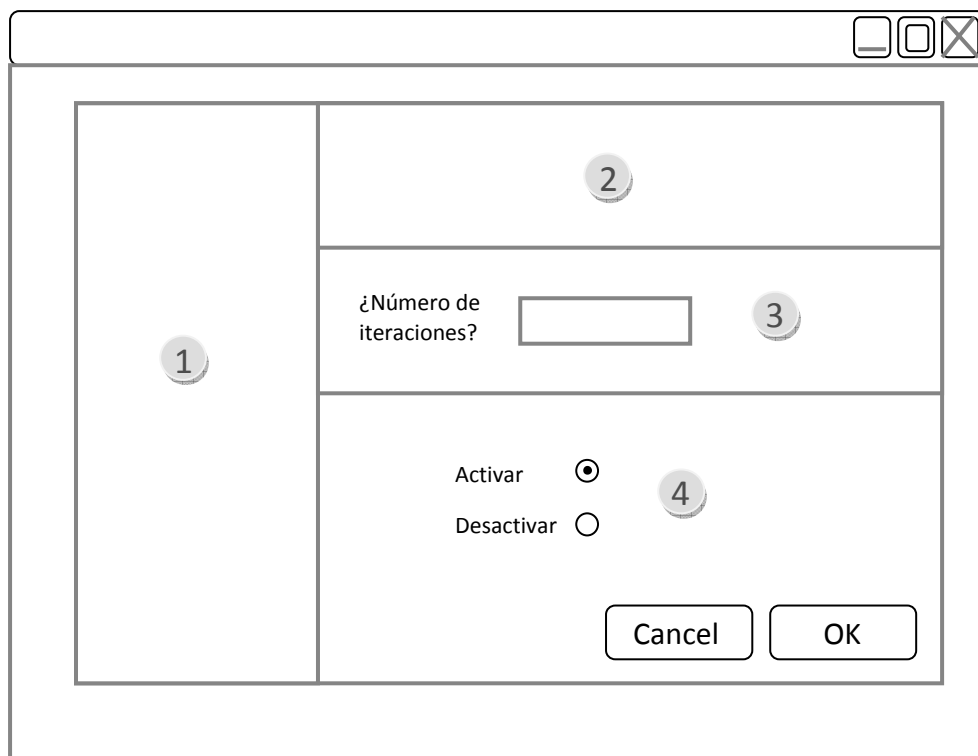 2
¿Número de
iteraciones?
3
1
Activar
4
Desactivar
Cancel
OK